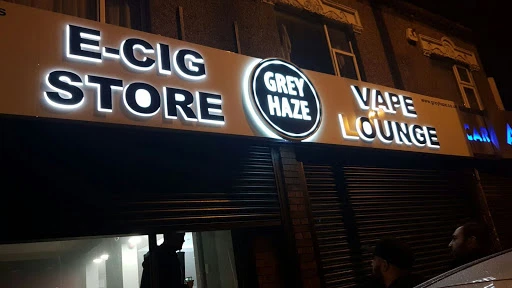 E-CIG
STORE
GREY
HAZE
VAPE
LOUNGE